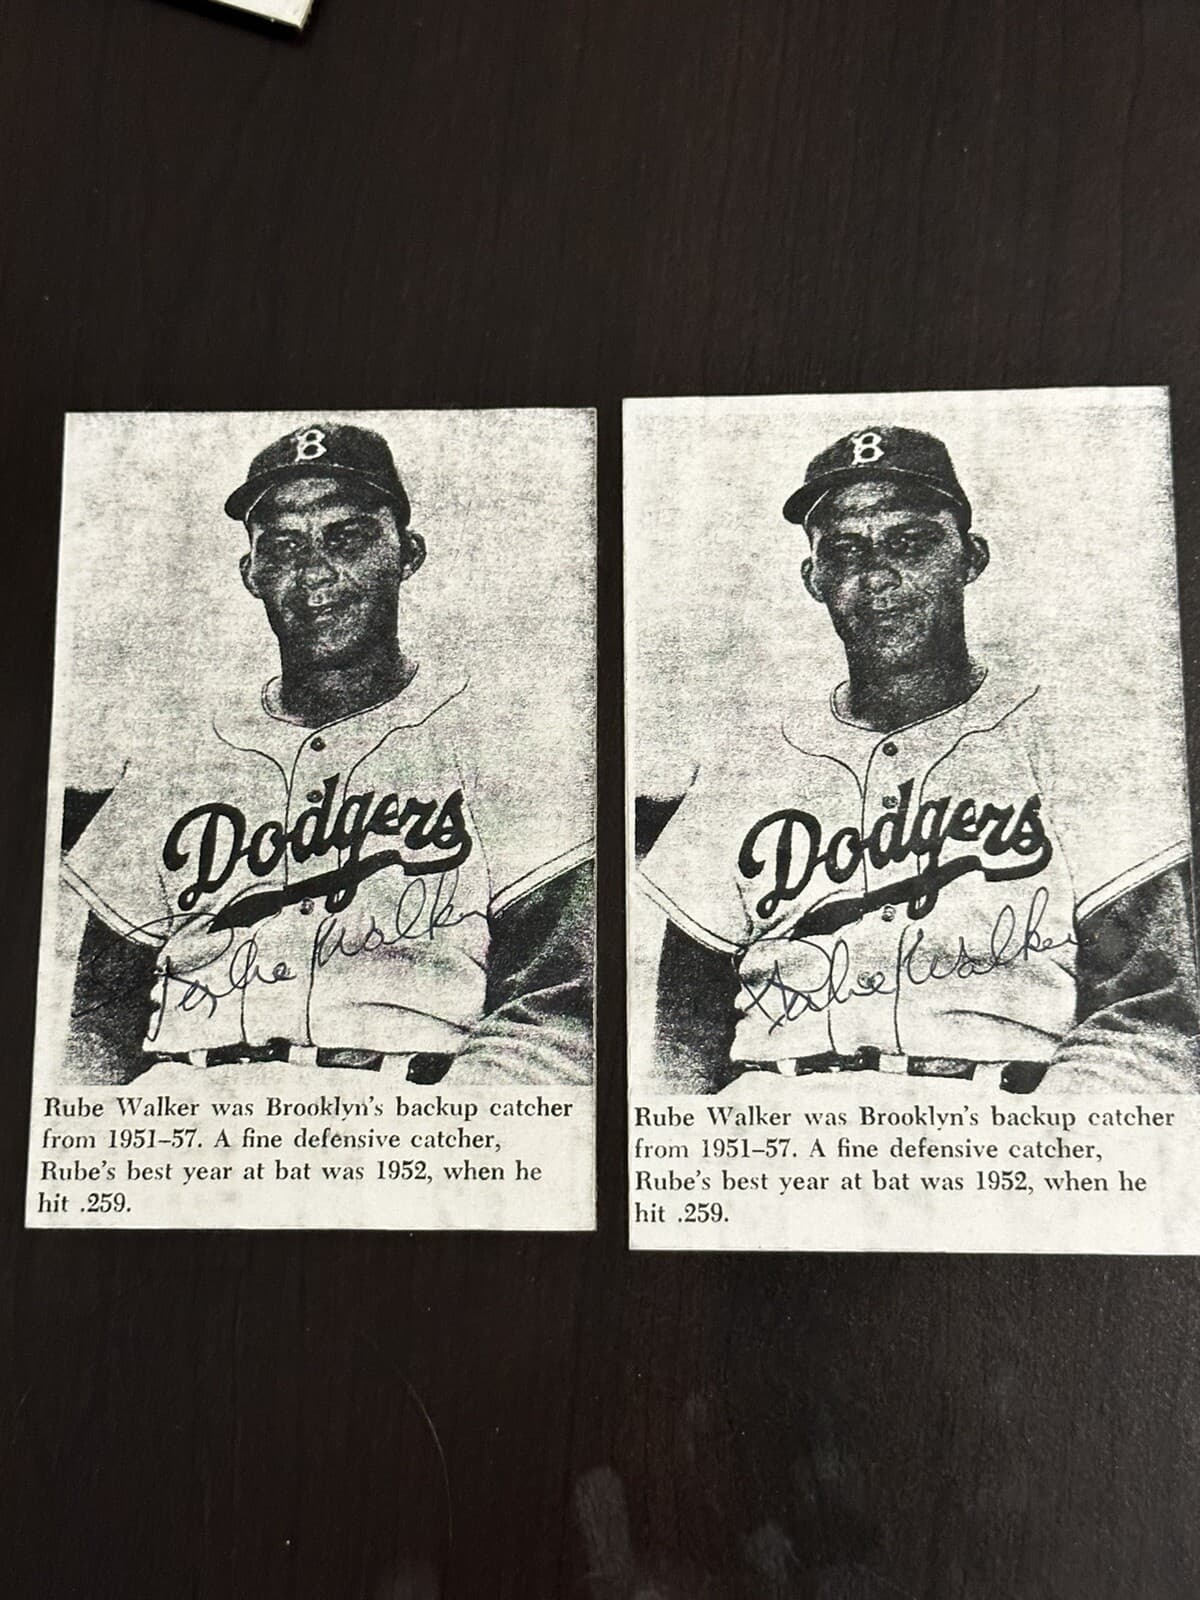 B
Dodgers
Rube Walker
Rube Walker was Brooklyn's backup catcher
from 1951–57. A fine defensive catcher,
Rube's best year at bat was 1952, when he
hit .259.
B
Dodgers
Rube Walker
Rube Walker was Brooklyn's backup catcher
from 1951–57. A fine defensive catcher,
Rube's best year at bat was 1952, when he
hit .259.